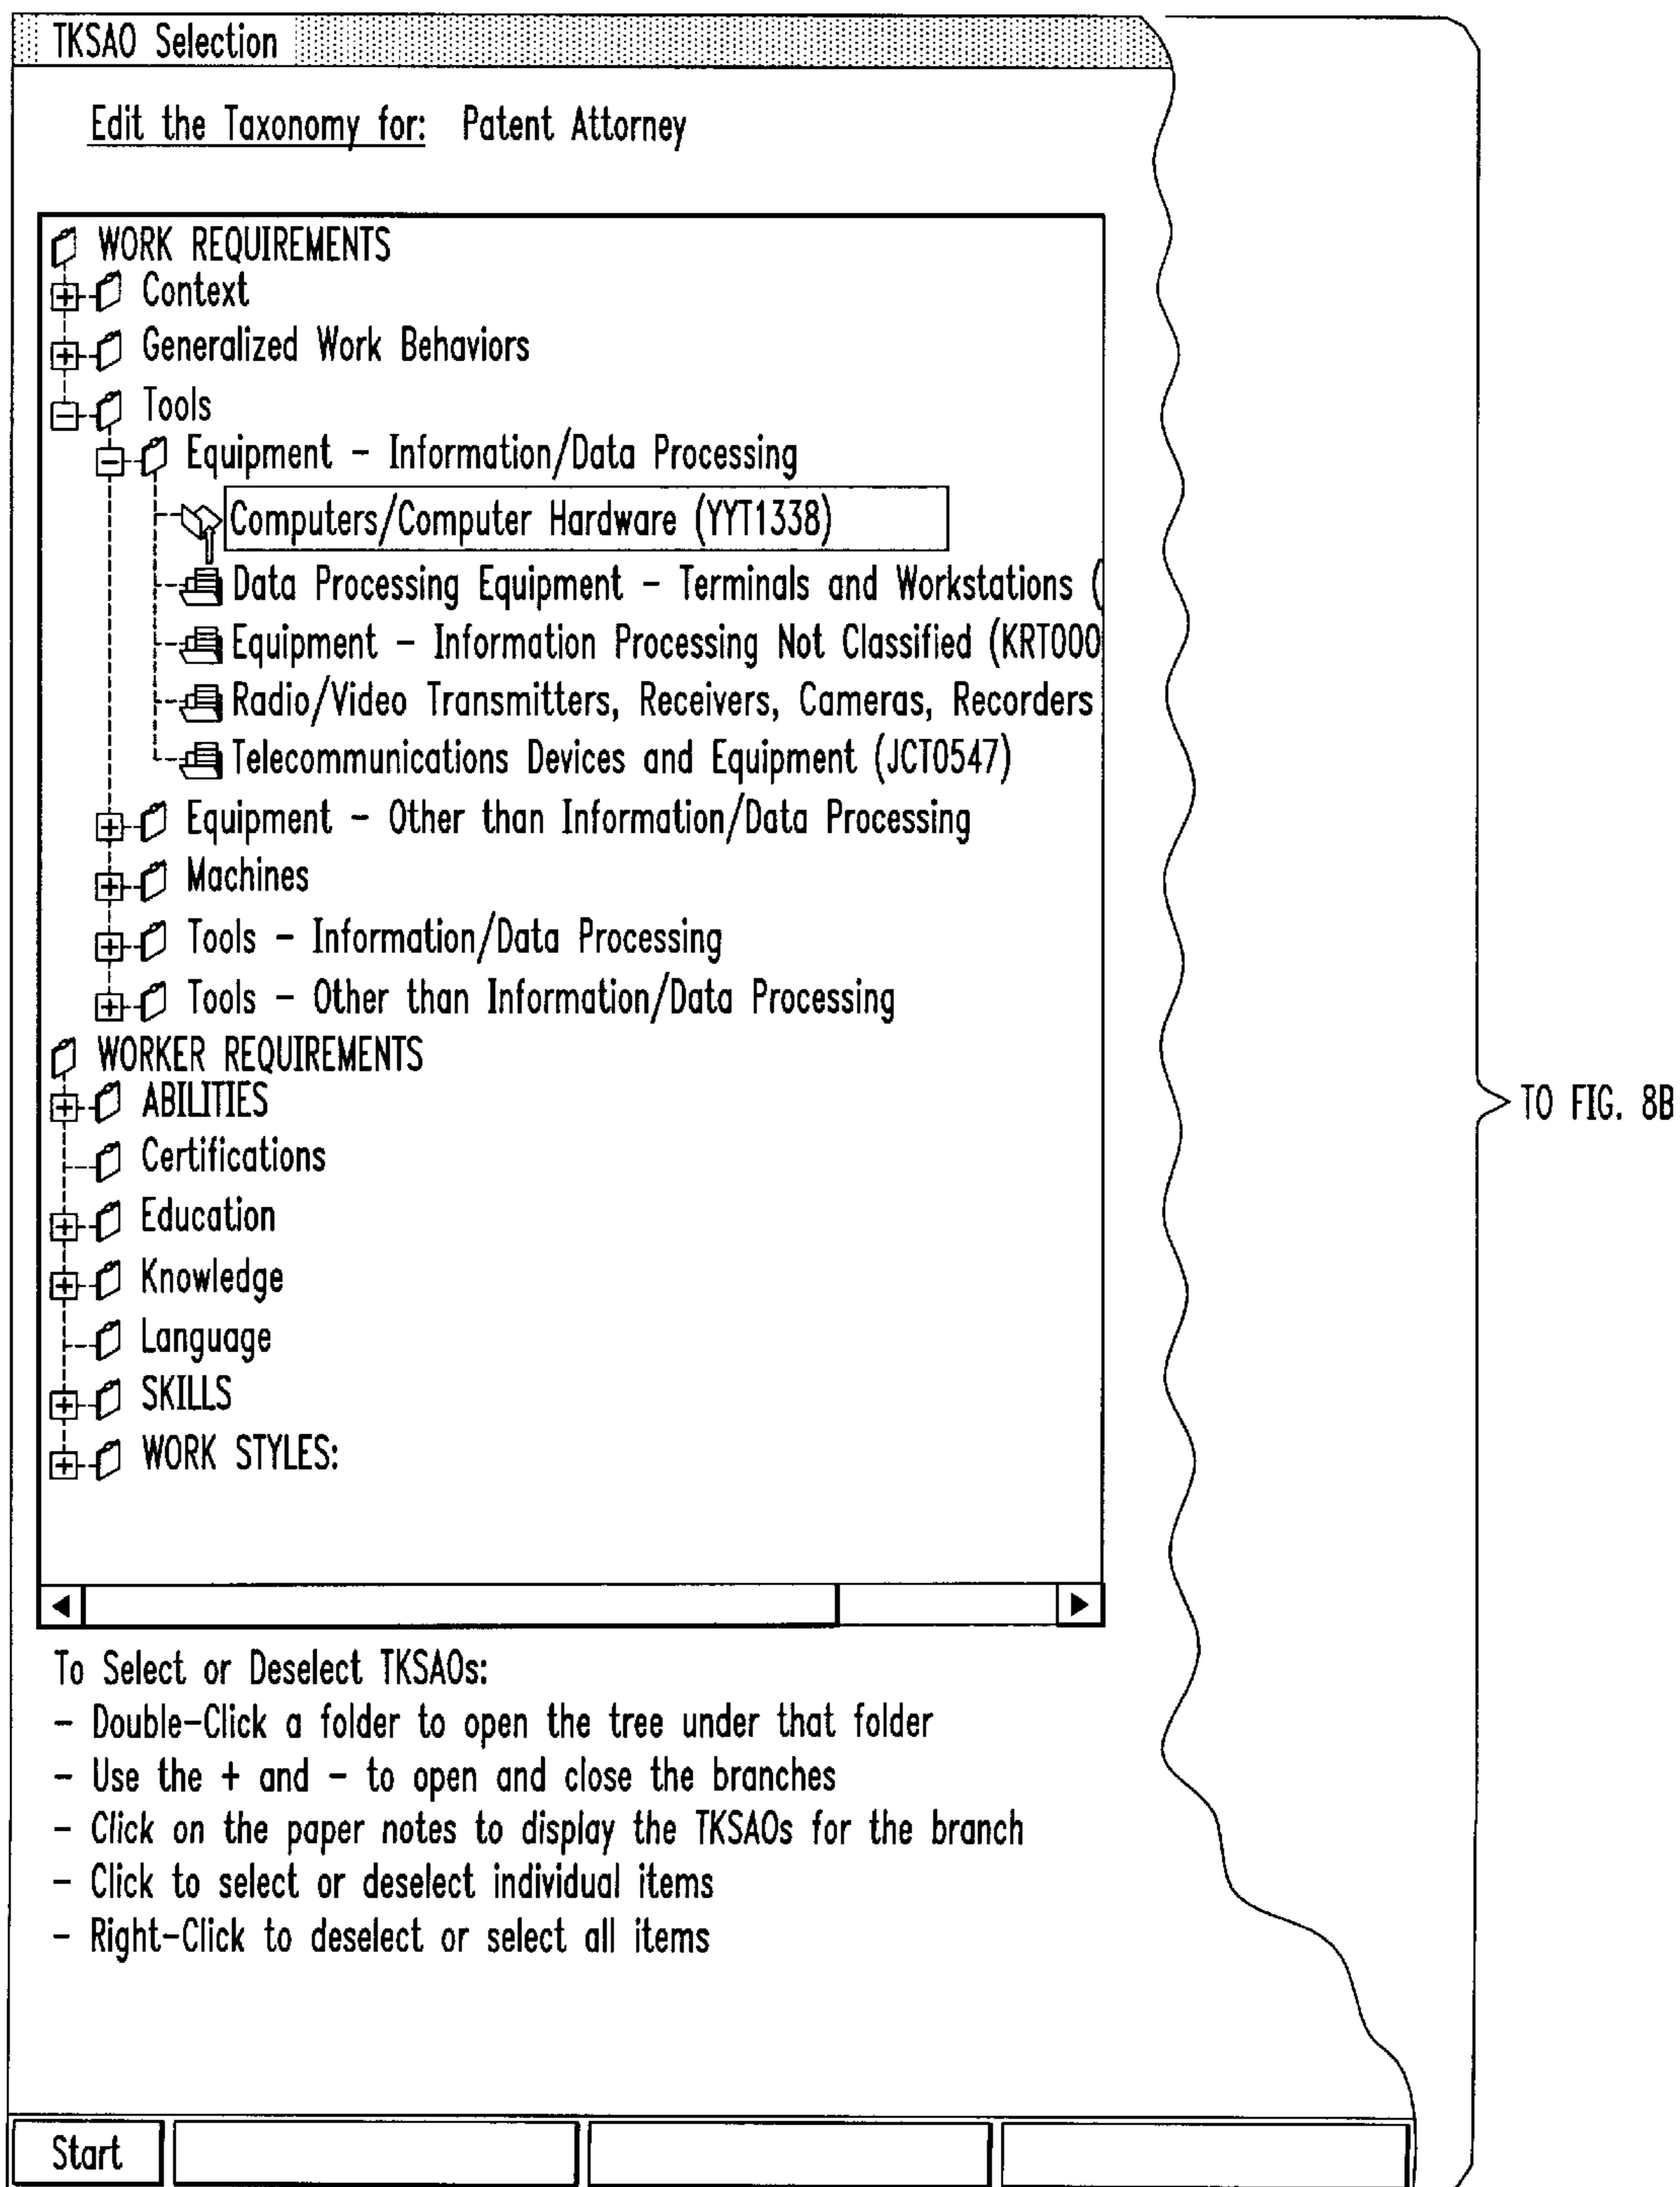 TKSAO Selection
Edit the Taxonomy for: Patent Attorney
WORK REQUIREMENTS
Context
Generalized Work Behaviors
Tools
Equipment – Information/Data Processing
Computers/Computer Hardware (YYT1338)
Data Processing Equipment – Terminals and Workstations (
Equipment – Information Processing Not Classified (KRT000
Radio/Video Transmitters, Receivers, Cameras, Recorders
Telecommunications Devices and Equipment (JCT0547)
Equipment – Other than Information/Data Processing
Machines
Tools – Information/Data Processing
Tools – Other than Information/Data Processing
WORKER REQUIREMENTS
ABILITIES
TO FIG. 8B
Certifications
Education
Knowledge
Language
SKILLS
WORK STYLES:
To Select or Deselect TKSAOs:
– Double–Click a folder to open the tree under that folder
– Use the + and – to open and close the branches
– Click on the paper notes to display the TKSAOs for the branch
– Click to select or deselect individual items
– Right–Click to deselect or select all items
Start